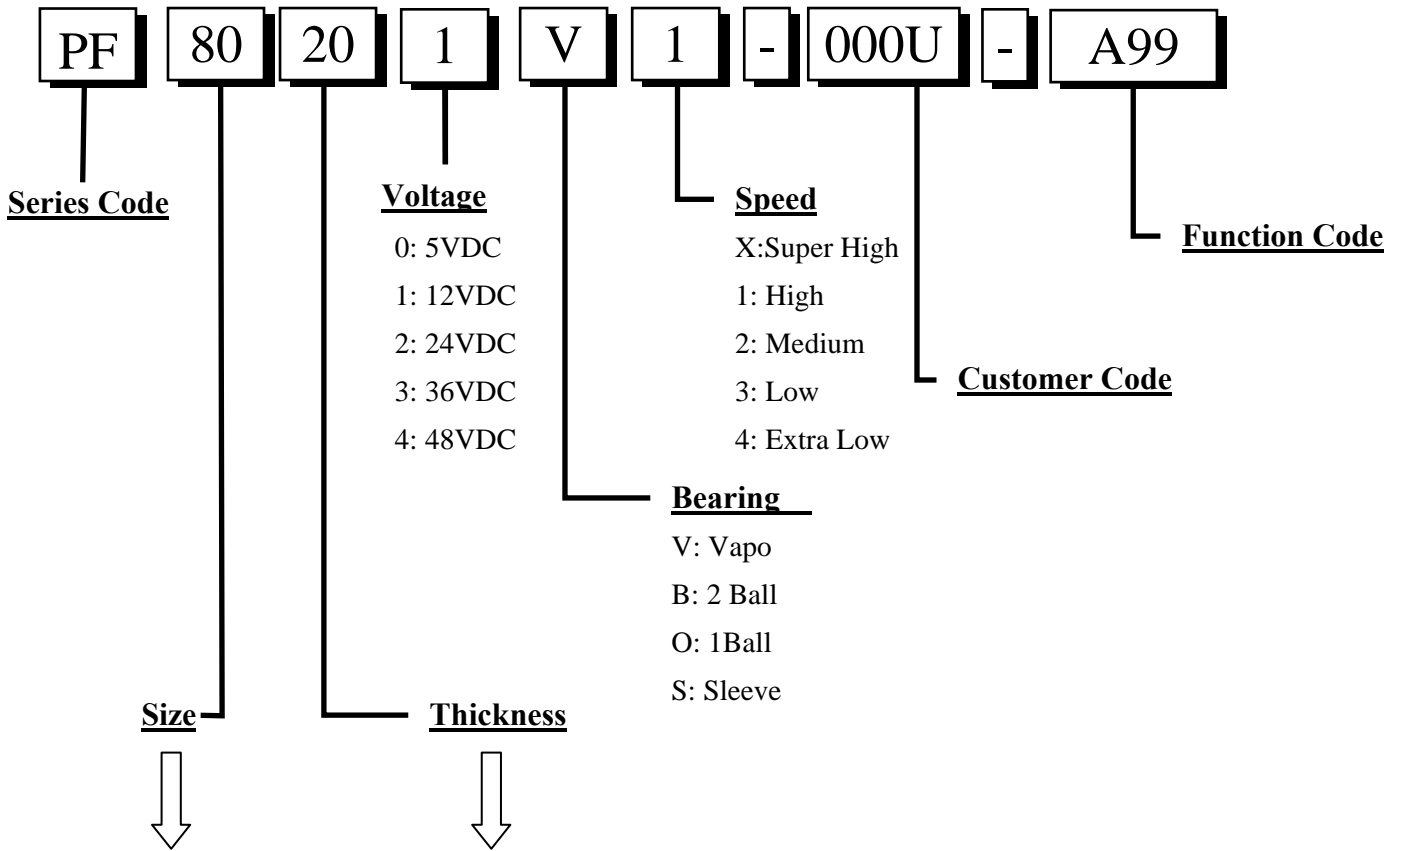 PF 80 20 1 V 1 - 000U - A99
Series Code
Voltage
0: 5VDC
1: 12VDC
2: 24VDC
3: 36VDC
4: 48VDC
Speed
X:Super High
1: High
2: Medium
3: Low
4: Extra Low
Function Code
Customer Code
Bearing
V: Vapo
B: 2 Ball
O: 1Ball
S: Sleeve
Size
Thickness